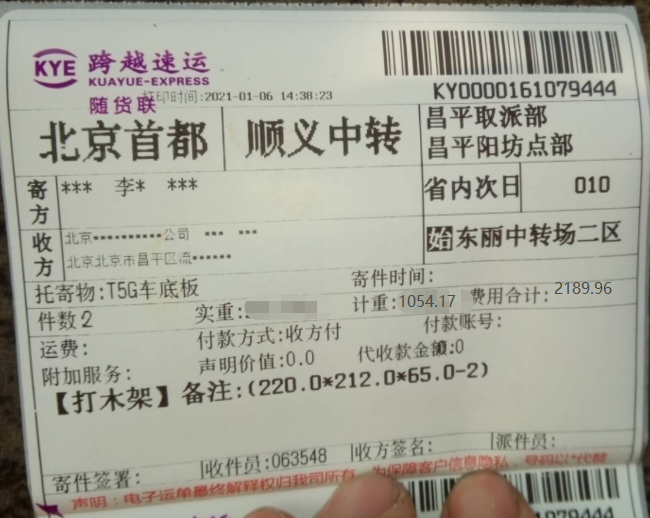 KYE 跨越速运
KUAYUE-EXPRESS
KY0000161079444
随货联 打印时间:2021-01-06 14:38:23
北京首都 顺义中转 昌平取派部
昌平阳坊点部
寄方 *** 李* *** 省内次日 010
收方 北京**********公司 *** ***
北京北京市昌平区流******
始 东丽中转场二区
托寄物:T5G车底板 寄件时间:
件数2 实重: 计重:1054.17 费用合计:2189.96
运费: 付款方式:收方付 付款账号:
附加服务: 声明价值:0.0 代收款金额:0
【打木架】备注:(220.0*212.0*65.0-2)
寄件签署: 收件员:063548 收方签名: 派件员:
声明:电子运单最终解释权归我司所有,为保障客户信息隐私,号码以*代替
0000161079444